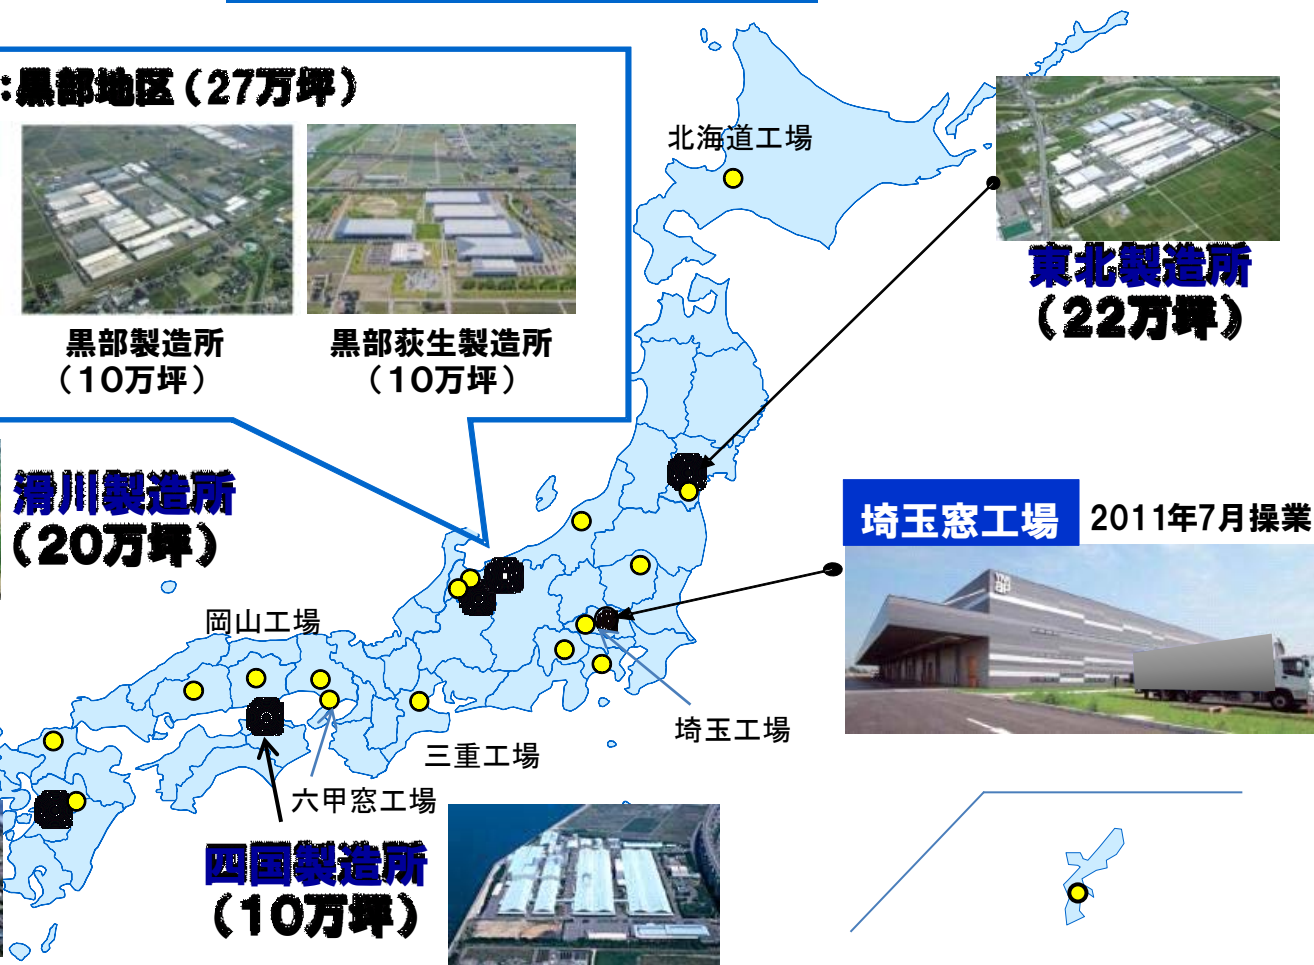 ：黒部地区（27万坪）
黒部製造所
（10万坪）
黒部荻生製造所
（10万坪）
北海道工場
東北製造所
（22万坪）
滑川製造所
（20万坪）
埼玉窓工場
2011年7月操業
YKK
ap
岡山工場
埼玉工場
三重工場
六甲窓工場
四国製造所
（10万坪）